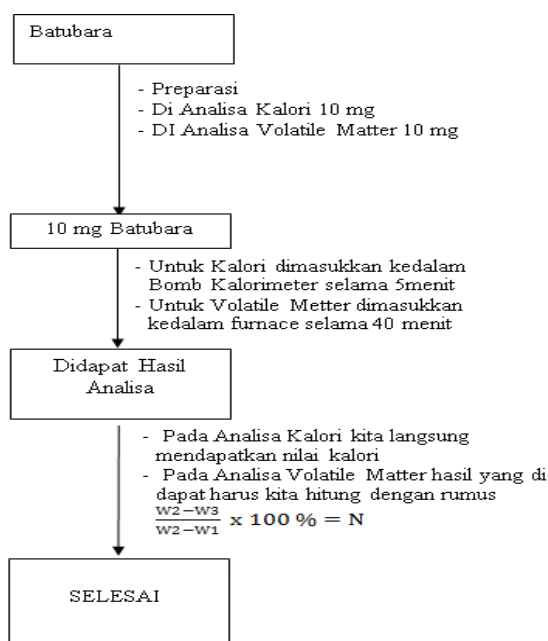 Batubara
- Preparasi
- Di Analisa Kalori 10 mg
- DI Analisa Volatile Matter 10 mg
10 mg Batubara
- Untuk Kalori dimasukkan kedalam
Bomb Kalorimeter selama 5menit
- Untuk Volatile Metter dimasukkan
kedalam furnace selama 40 menit
Didapat Hasil
Analisa
- Pada Analisa Kalori kita langsung
mendapatkan nilai kalori
- Pada Analisa Volatile Matter hasil yang di
dapat harus kita hitung dengan rumus
W2−W3
W2−W1 x 100 % = N
SELESAI